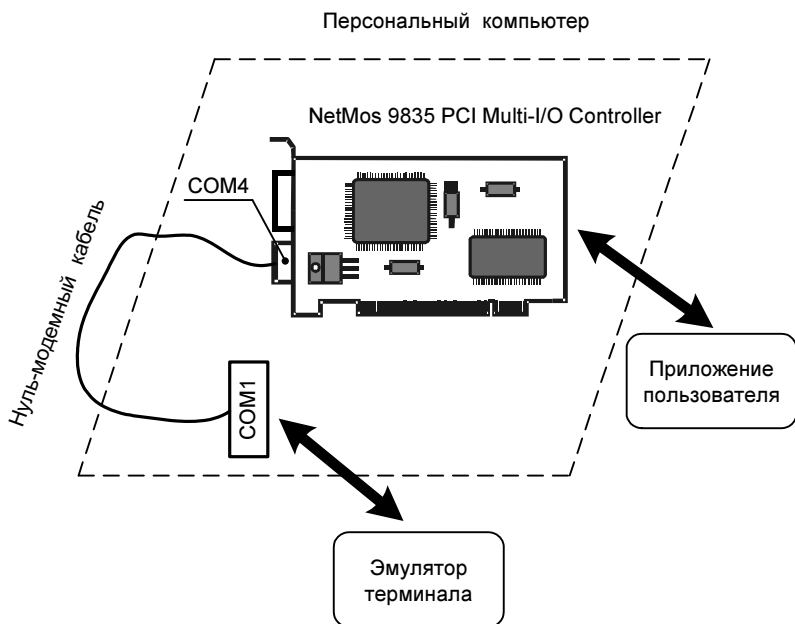 Персональный компьютер
NetMos 9835 PCI Multi-I/O Controller
COM4
Нуль-модемный кабель
COM1
Приложение
пользователя
Эмулятор
терминала